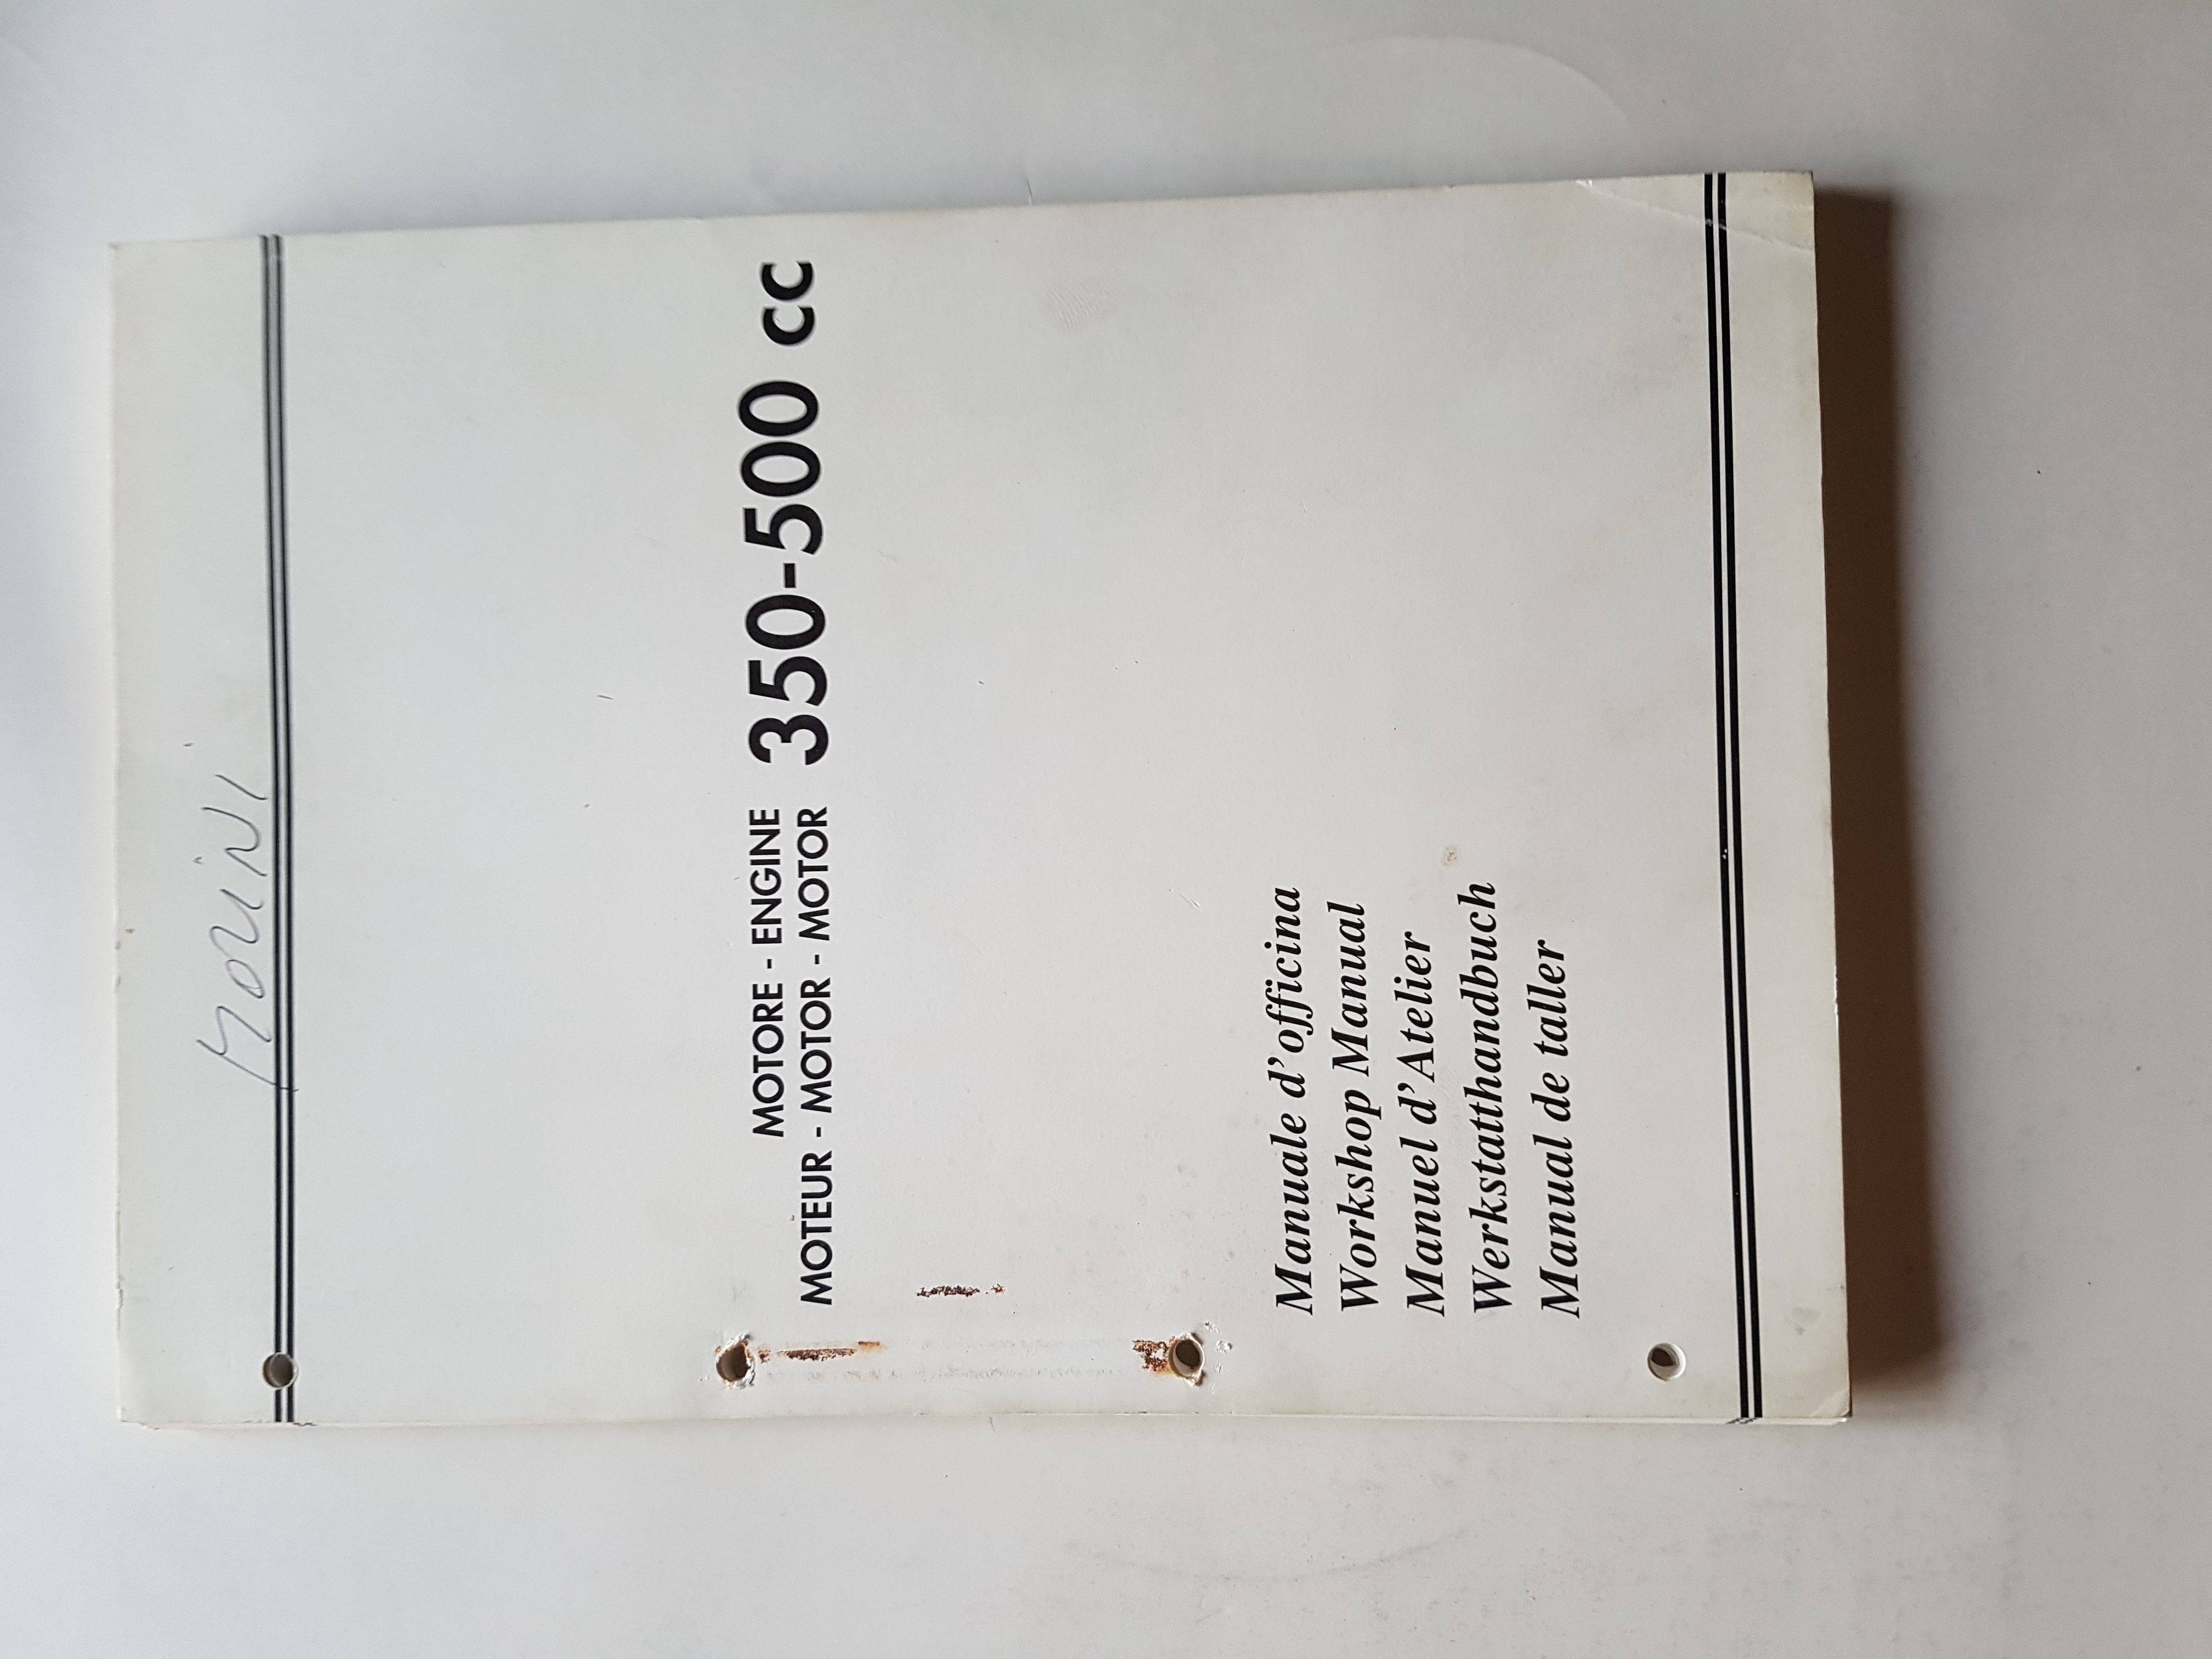 MORINI
MOTORE - ENGINE
MOTEUR - MOTOR - MOTOR 350-500 cc
Manuale d'officina
Workshop Manual
Manuel d'Atelier
Werkstatthandbuch
Manual de taller